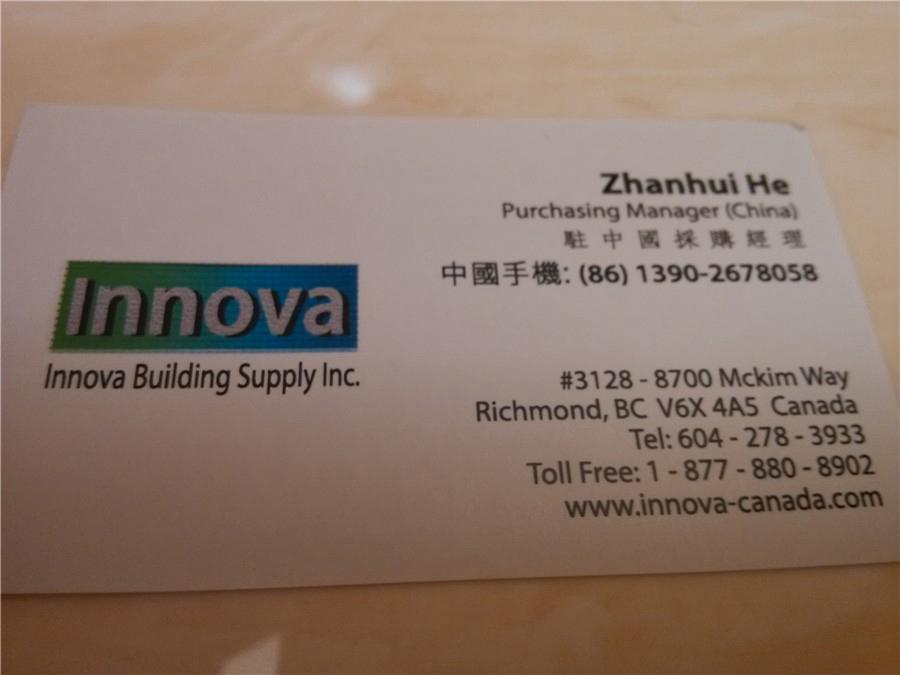 Innova
Innova Building Supply Inc.
Zhanhui He
Purchasing Manager (China)
駐中國採購經理
中國手機: (86) 1390-2678058
#3128 - 8700 Mckim Way
Richmond, BC V6X 4A5 Canada
Tel: 604 - 278 - 3933
Toll Free: 1 - 877 - 880 - 8902
www.innova-canada.com